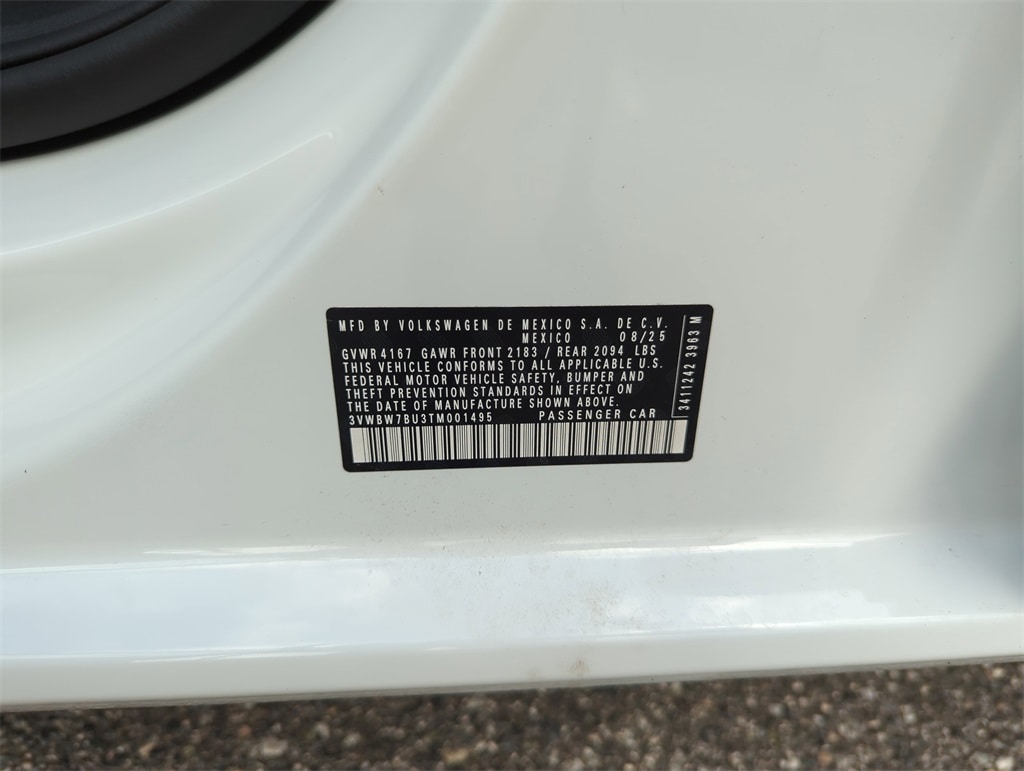 MFD BY VOLKSWAGEN DE MEXICO S.A. DE C.V.
MEXICO 08/25
GVWR 4167 GAWR FRONT 2183 / REAR 2094 LBS
THIS VEHICLE CONFORMS TO ALL APPLICABLE U.S.
FEDERAL MOTOR VEHICLE SAFETY, BUMPER AND
THEFT PREVENTION STANDARDS IN EFFECT ON
THE DATE OF MANUFACTURE SHOWN ABOVE.
3VWBW7BU3TM001495 PASSENGER CAR
3411242 3963 M